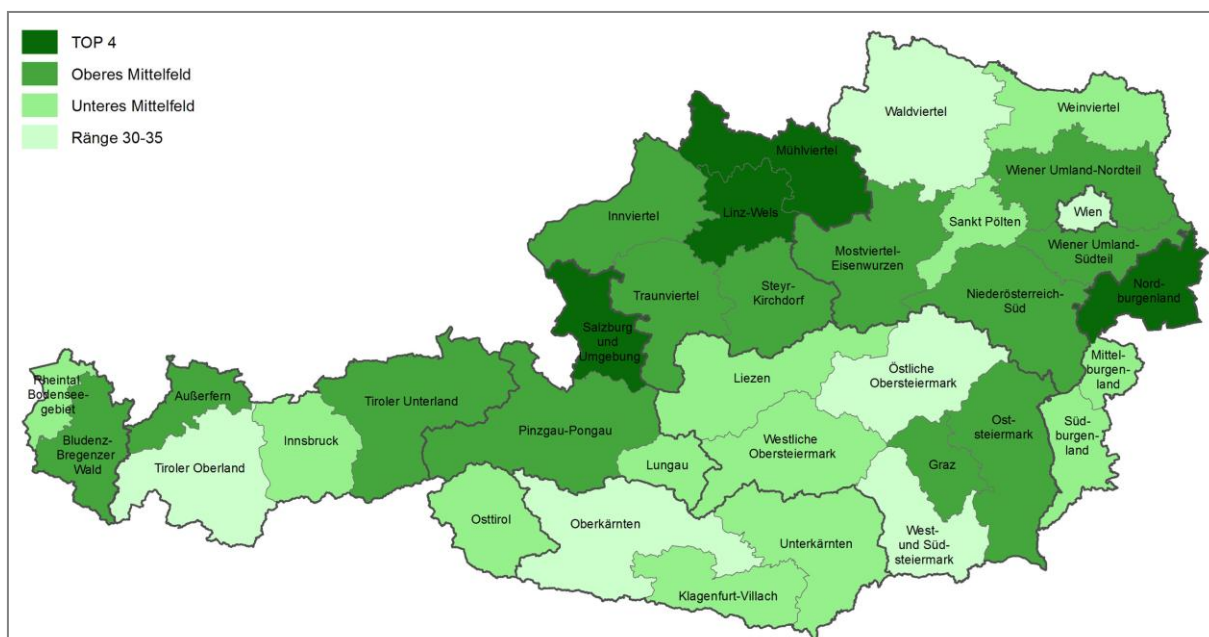 TOP 4
Oberes Mittelfeld
Unteres Mittelfeld
Ränge 30-35
Waldviertel
Weinviertel
Mühlviertel
Wiener Umland-Nordteil
Innviertel
Linz-Wels
Sankt Pölten
Wien
Mostviertel-
Eisenwurzen
Wiener Umland-
Südteil
Traunviertel
Steyr-
Kirchdorf
Niederösterreich-
Süd
Nord-
burgenland
Salzburg
und
Umgebung
Mittel-
burgen-
land
Rheintal
Bodensee-
gebiet
Außerfern
Tiroler Unterland
Liezen
Östliche
Obersteiermark
Bludenz-
Bregenzer
Wald
Innsbruck
Pinzgau-Pongau
Ost-
steiermark
Süd-
burgen-
land
Tiroler Oberland
Westliche
Obersteiermark
Lungau
Graz
Osttirol
Oberkärnten
Unterkärnten
West-
und Süd-
steiermark
Klagenfurt-Villach